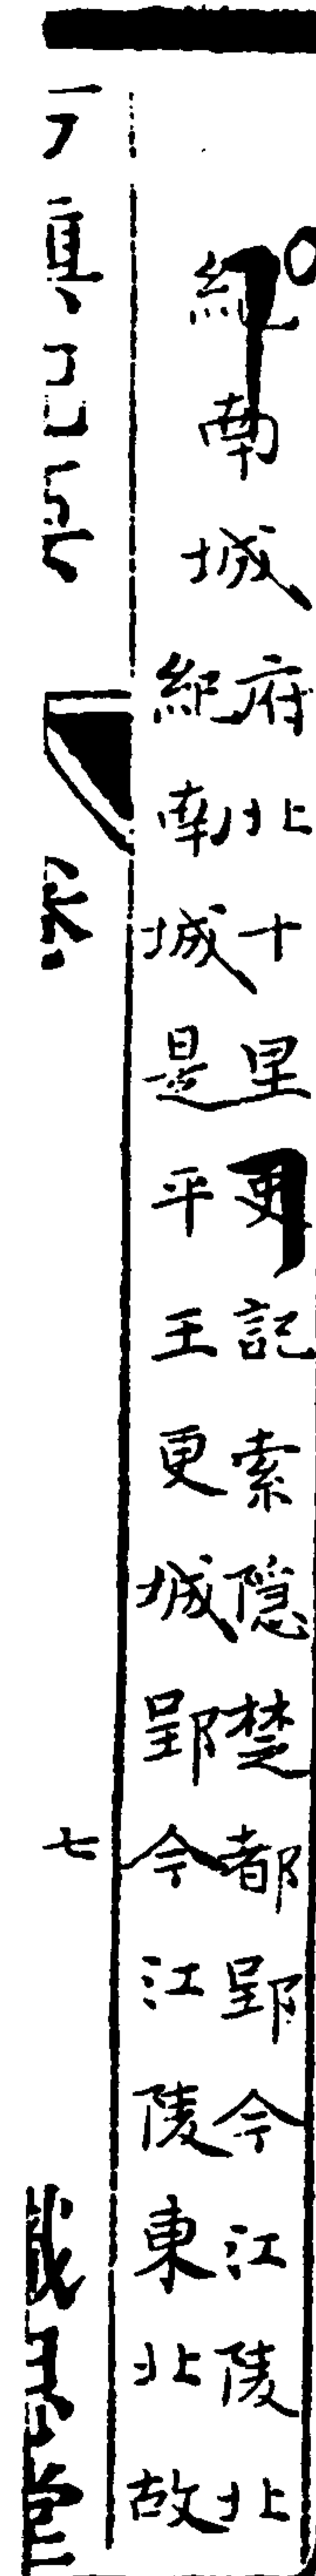 紀南城
府北十里史記索隱楚都郢今江陵北
紀南城是平王更城郢今江陵東北故
七